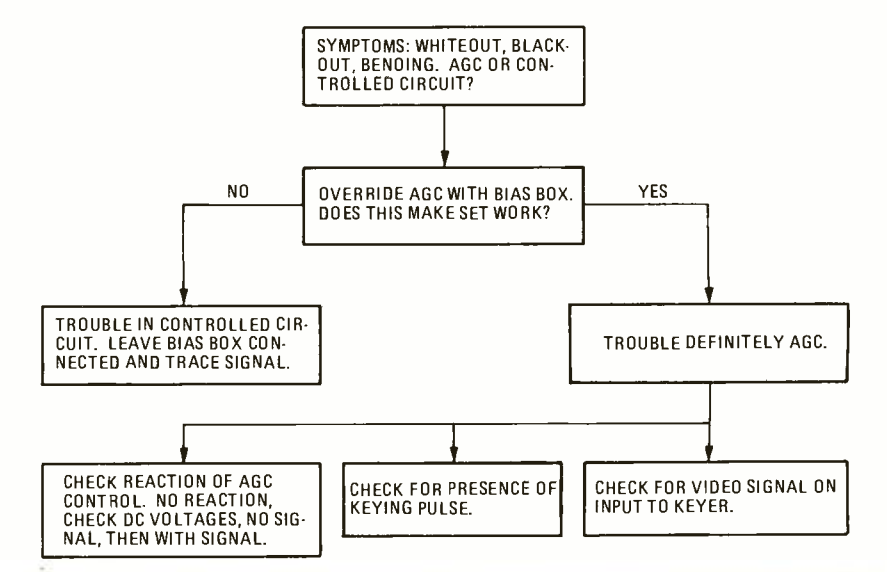 SYMPTOMS: WHITEOUT, BLACK-
OUT, BENDING. AGC OR CON-
TROLLED CIRCUIT?
NO
OVERRIDE AGC WITH BIAS BOX.
DOES THIS MAKE SET WORK?
YES
TROUBLE IN CONTROLLED CIR-
CUIT. LEAVE BIAS BOX CON-
NECTED AND TRACE SIGNAL.
TROUBLE DEFINITELY AGC.
CHECK REACTION OF AGC
CONTROL. NO REACTION,
CHECK DC VOLTAGES, NO SIG-
NAL, THEN WITH SIGNAL.
CHECK FOR PRESENCE OF
KEYING PULSE.
CHECK FOR VIDEO SIGNAL ON
INPUT TO KEYER.